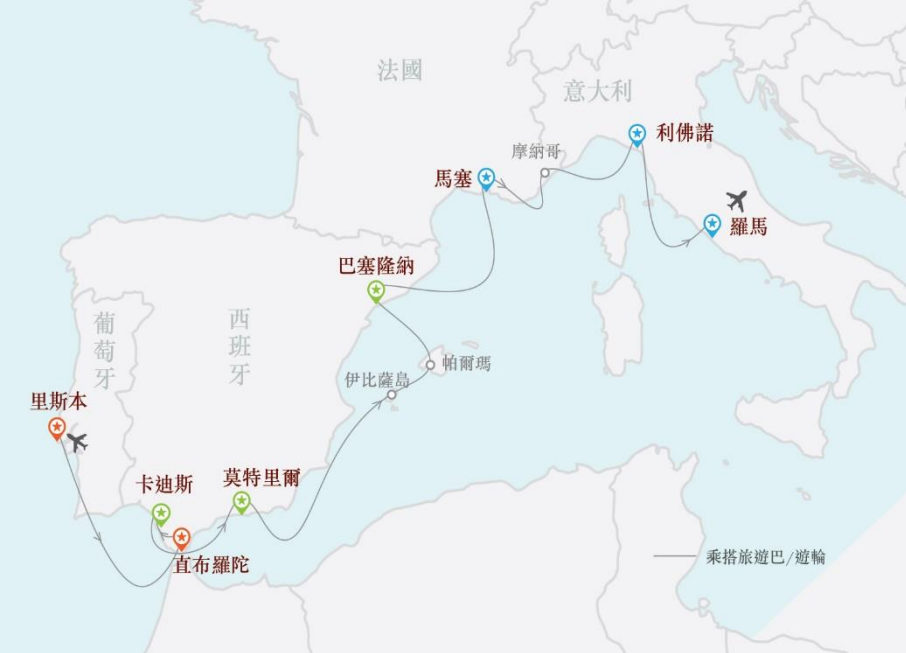 法國
意大利
利佛諾
摩納哥
馬塞
羅馬
巴塞隆納
葡萄牙
西班牙
帕爾瑪
伊比薩島
里斯本
卡迪斯
莫特里爾
直布羅陀
乘搭旅遊巴/遊輪